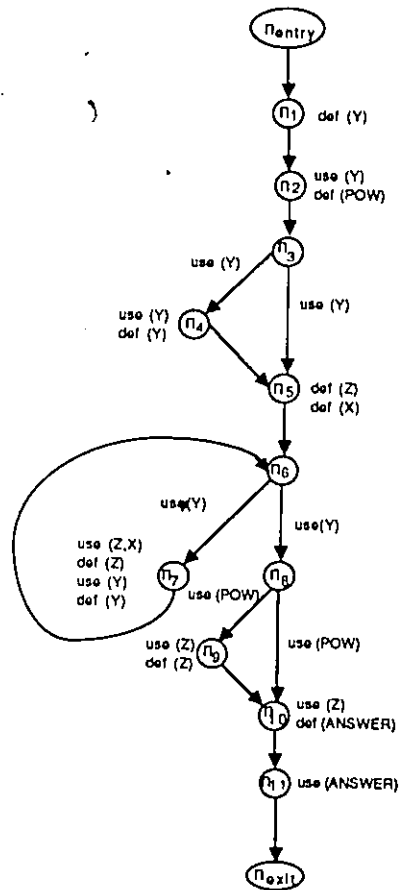 nentry
n1 def (Y)
n2 use (Y)
def (POW)
n3
use (Y)
use (Y)
use (Y)
def (Y)
n4
n5 def (Z)
def (X)
n6
use (Y)
use(Y)
use (Z,X)
def (Z)
use (Y)
def (Y)
n7
n8
use (POW)
use (POW)
use (Z)
def (Z)
n9
n10 use (Z)
def (ANSWER)
n11 use (ANSWER)
nexit